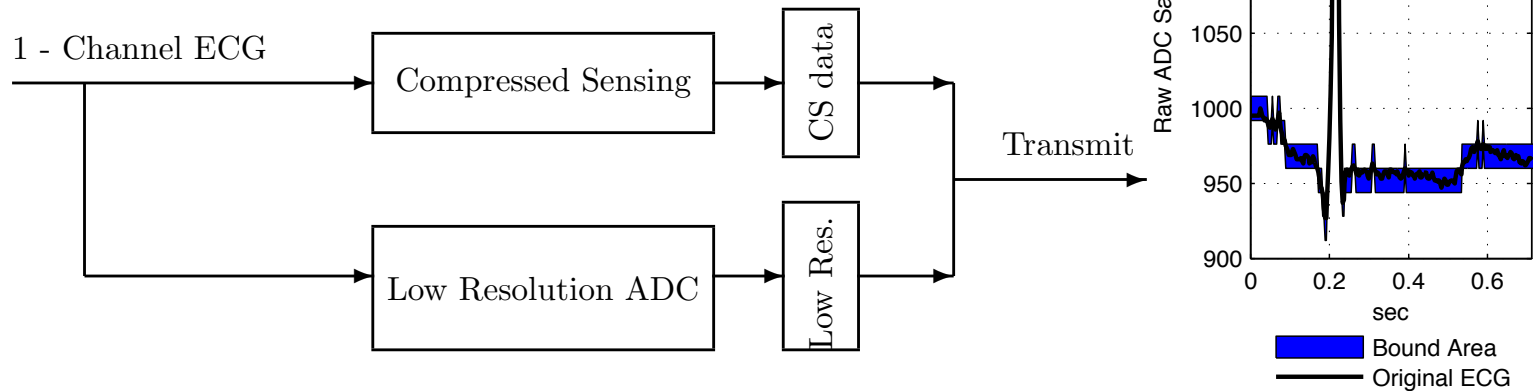 1 - Channel ECG
Compressed Sensing
CS data
Transmit
Low Resolution ADC
Low Res.
Raw ADC Sa
1050
1000
950
900
0 0.2 0.4 0.6
sec
Bound Area
Original ECG